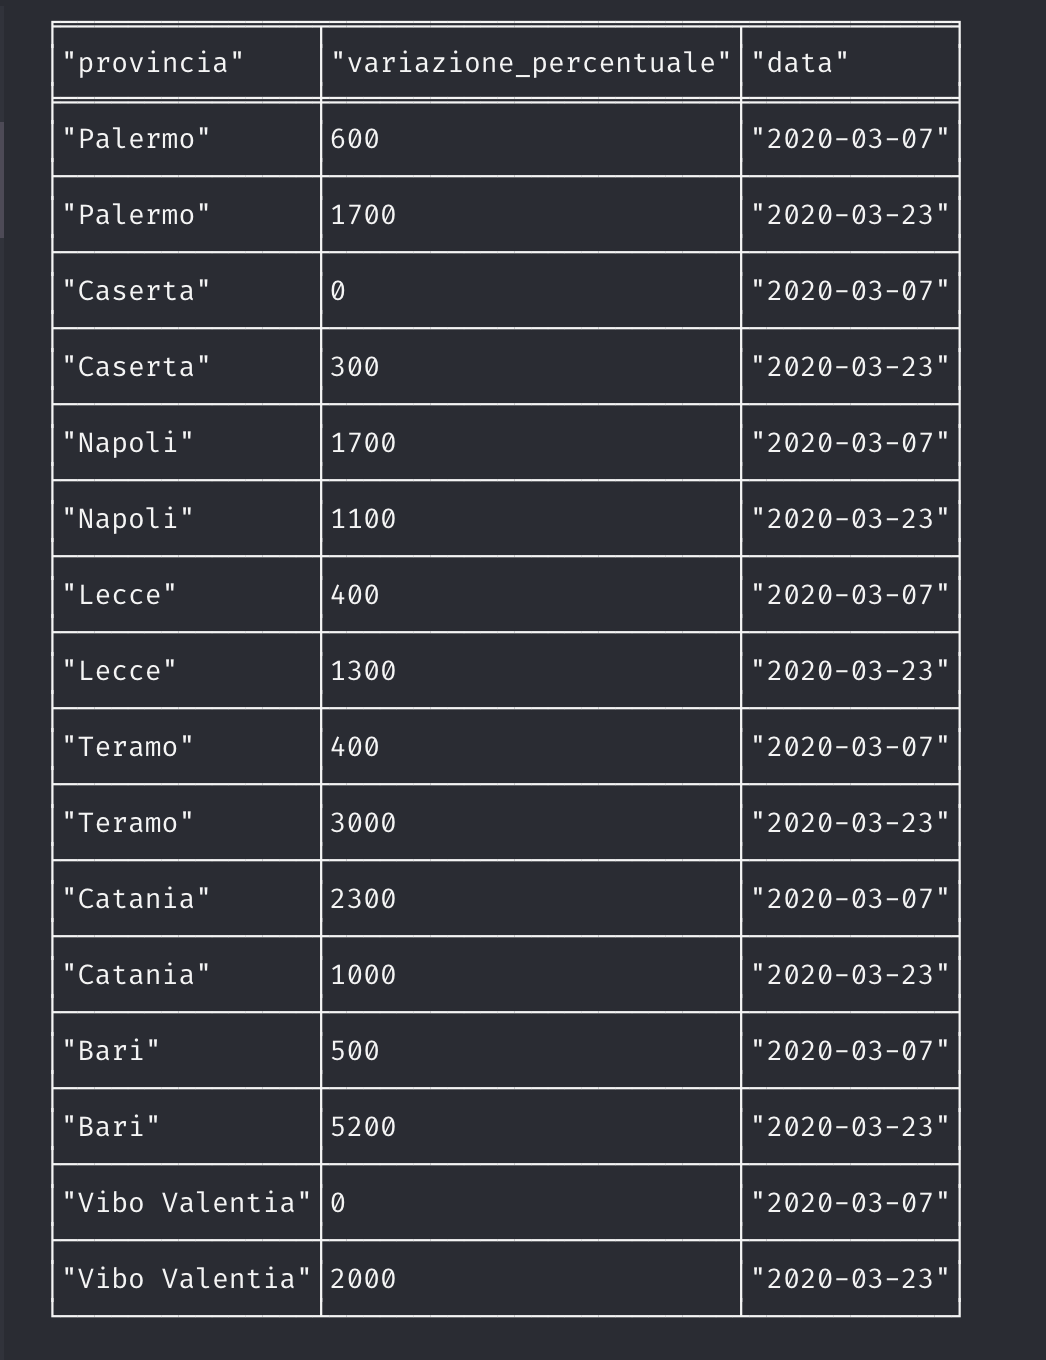 "provincia" "variazione_percentuale" "data"
"Palermo" 600 "2020-03-07"
"Palermo" 1700 "2020-03-23"
"Caserta" 0 "2020-03-07"
"Caserta" 300 "2020-03-23"
"Napoli" 1700 "2020-03-07"
"Napoli" 1100 "2020-03-23"
"Lecce" 400 "2020-03-07"
"Lecce" 1300 "2020-03-23"
"Teramo" 400 "2020-03-07"
"Teramo" 3000 "2020-03-23"
"Catania" 2300 "2020-03-07"
"Catania" 1000 "2020-03-23"
"Bari" 500 "2020-03-07"
"Bari" 5200 "2020-03-23"
"Vibo Valentia" 0 "2020-03-07"
"Vibo Valentia" 2000 "2020-03-23"